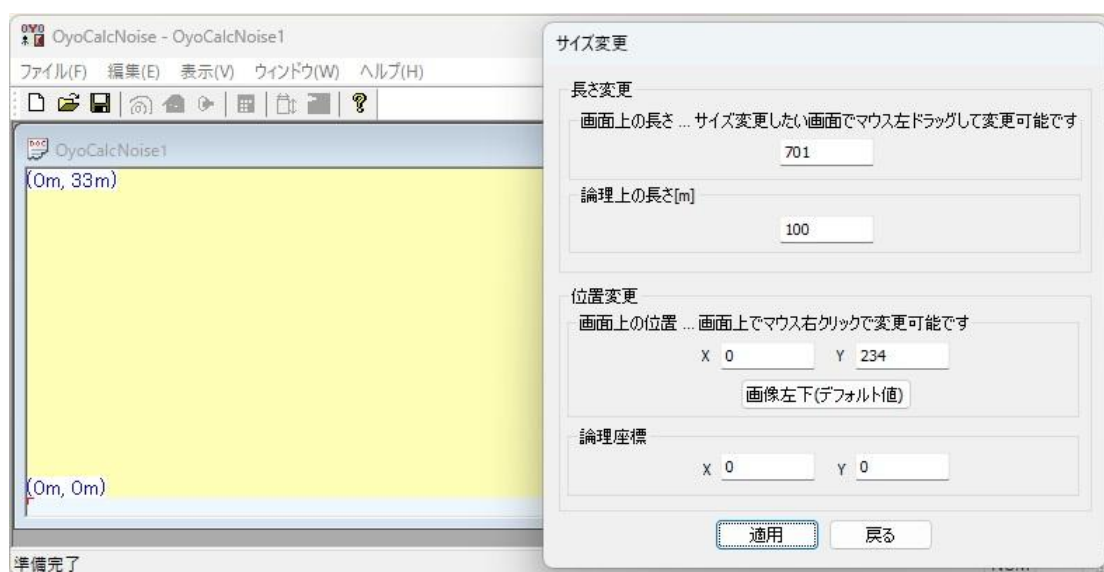 OYO
OyoCalcNoise - OyoCalcNoise1
ファイル(F) 編集(E) 表示(V) ウィンドウ(W) ヘルプ(H)
DOC
OyoCalcNoise1
(0m, 33m)
(0m, 0m)
準備完了
サイズ変更
長さ変更
画面上の長さ ... サイズ変更したい画面でマウス左ドラッグして変更可能です
701
論理上の長さ[m]
100
位置変更
画面上の位置 ... 画面上でマウス右クリックで変更可能です
X 0 Y 234
画像左下(デフォルト値)
論理座標
X 0 Y 0
適用 戻る